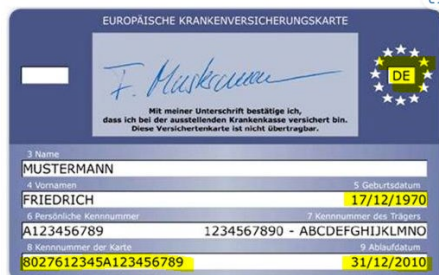 EUROPÄISCHE KRANKENVERSICHERUNGSKARTE
F. Mustermann
DE
Mit meiner Unterschrift bestätige ich,
dass ich bei der ausstellenden Krankenkasse versichert bin.
Diese Versichertenkarte ist nicht übertragbar.
3 Name
MUSTERMANN
4 Vornamen 5 Geburtsdatum
FRIEDRICH 17/12/1970
6 Persönliche Kennnummer 7 Kennnummer des Trägers
A123456789 1234567890 - ABCDEFGHIJKLMNO
8 Kennnummer der Karte 9 Ablaufdatum
8027612345A123456789 31/12/2010